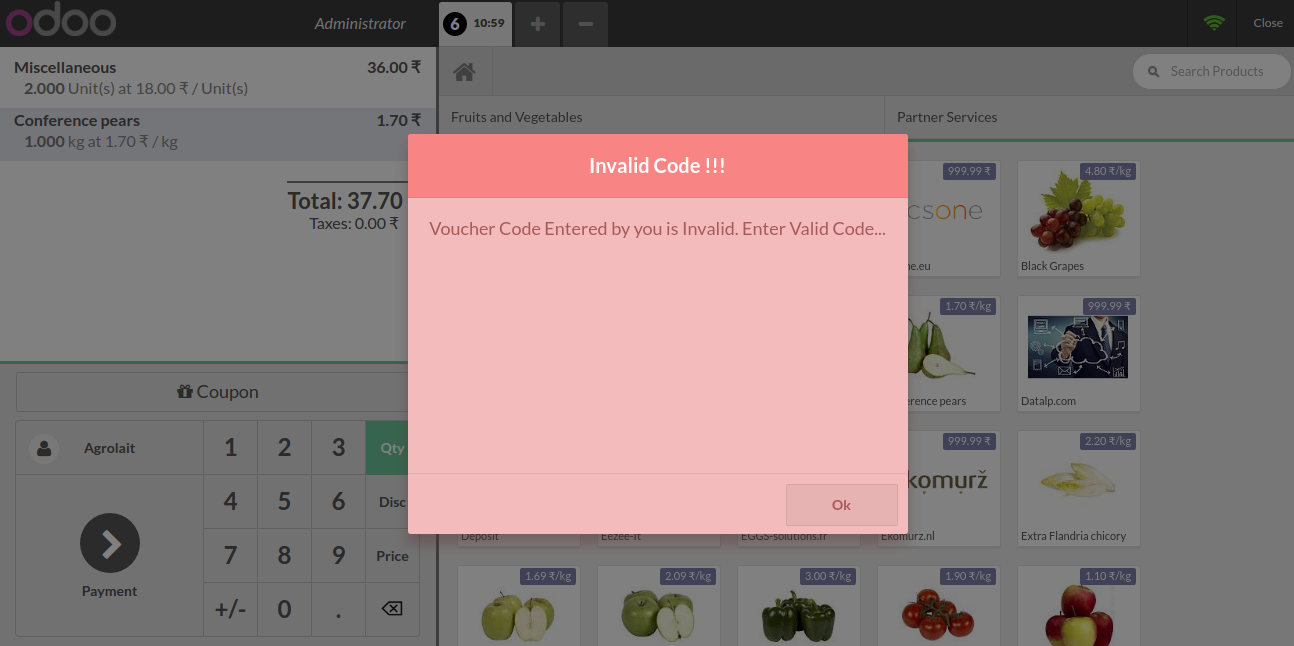 odoo
Administrator
6 10:59
+
-
Close
Miscellaneous 36.00 ₹
2.000 Unit(s) at 18.00 ₹ / Unit(s)
Conference pears 1.70 ₹
1.000 kg at 1.70 ₹ / kg
Total: 37.70
Taxes: 0.00 ₹
Search Products
Fruits and Vegetables
Partner Services
Invalid Code !!!
Voucher Code Entered by you is Invalid. Enter Valid Code...
Ok
999.99 ₹
csone
ne.eu
4.80 ₹/kg
Black Grapes
1.70 ₹/kg
erence pears
999.99 ₹
Datalp.com
999.99 ₹
komurž
2.20 ₹/kg
Deposit
Eezee-It
EGGS-solutions.fr
Ekomurz.nl
Extra Flandria chicory
1.69 ₹/kg
2.09 ₹/kg
3.00 ₹/kg
1.90 ₹/kg
1.10 ₹/kg
Coupon
Agrolait
1 2 3 Qty
4 5 6 Disc
7 8 9 Price
+/- 0 .
Payment